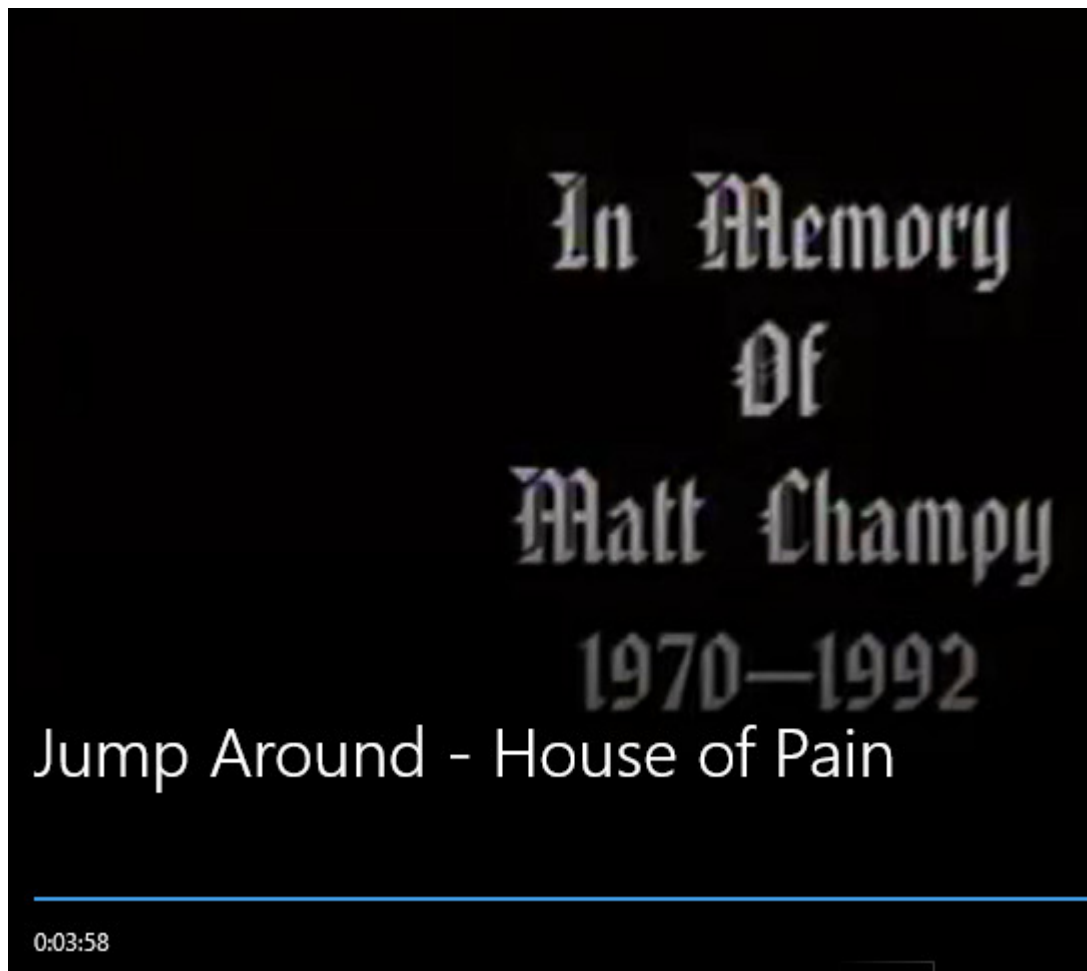 In Memory
Of
Matt Champy
1970—1992
Jump Around - House of Pain
0:03:58